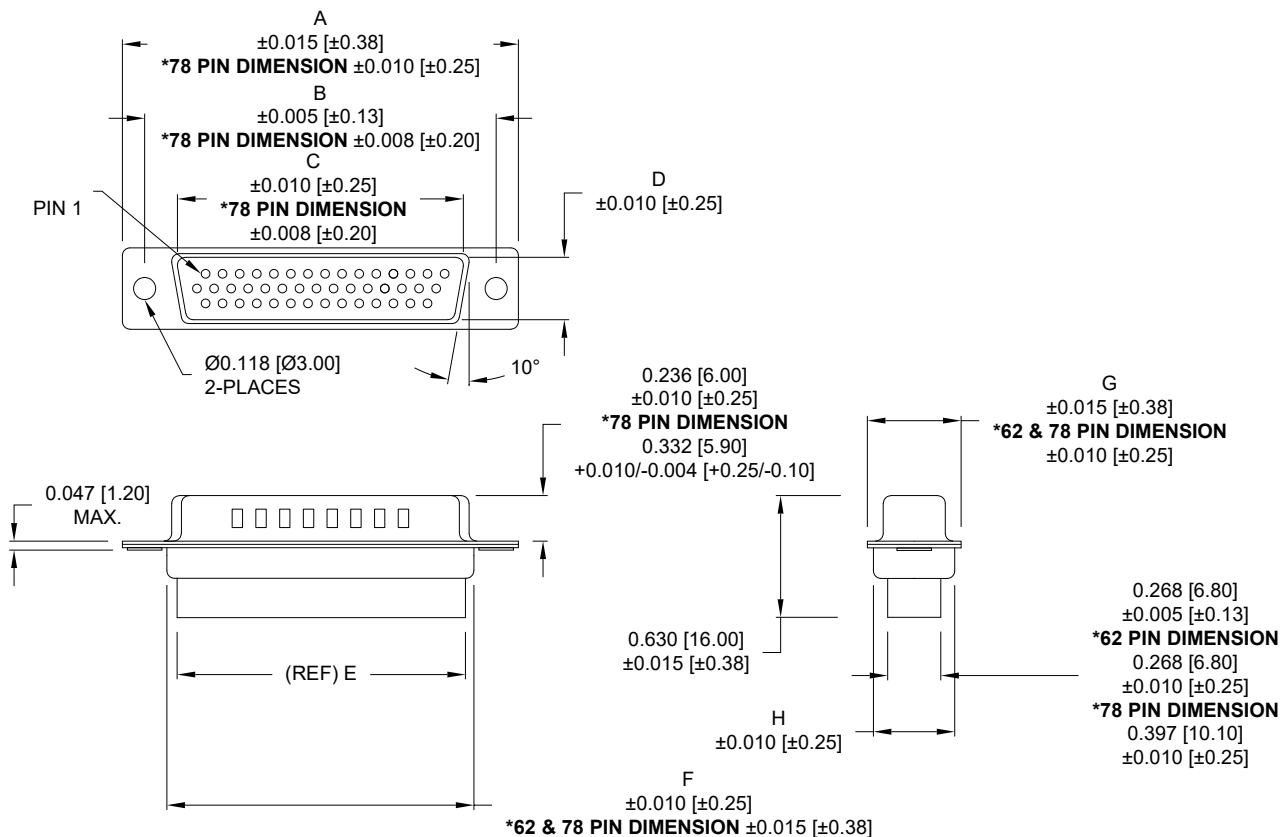 A
±0.015 [±0.38]
*78 PIN DIMENSION ±0.010 [±0.25]
B
±0.005 [±0.13]
*78 PIN DIMENSION ±0.008 [±0.20]
C
±0.010 [±0.25]
*78 PIN DIMENSION
±0.008 [±0.20]
D
±0.010 [±0.25]
PIN 1
Ø0.118 [Ø3.00]
2-PLACES
10°
0.236 [6.00]
±0.010 [±0.25]
*78 PIN DIMENSION
0.332 [5.90]
+0.010/-0.004 [+0.25/-0.10]
G
±0.015 [±0.38]
*62 & 78 PIN DIMENSION
±0.010 [±0.25]
0.047 [1.20]
MAX.
0.630 [16.00]
±0.015 [±0.38]
(REF) E
0.268 [6.80]
±0.005 [±0.13]
*62 PIN DIMENSION
0.268 [6.80]
±0.010 [±0.25]
*78 PIN DIMENSION
0.397 [10.10]
±0.010 [±0.25]
H
±0.010 [±0.25]
F
±0.010 [±0.25]
*62 & 78 PIN DIMENSION ±0.015 [±0.38]